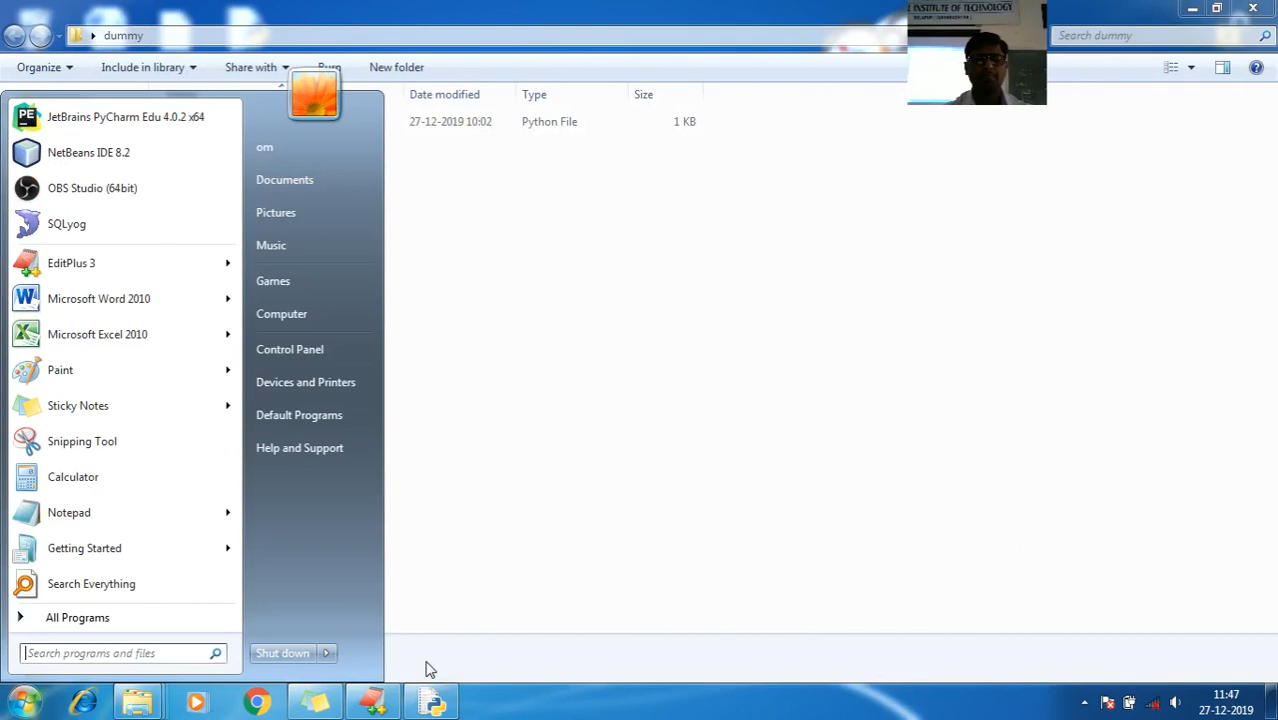 dummy
Search dummy
E INSTITUTE OF TECHNOLOGY
Organize
Include in library
Share with
Burn
New folder
Date modified
Type
Size
27-12-2019 10:02
Python File
1 KB
JetBrains PyCharm Edu 4.0.2 x64
NetBeans IDE 8.2
OBS Studio (64bit)
SQLyog
EditPlus 3
Microsoft Word 2010
Microsoft Excel 2010
Paint
Sticky Notes
Snipping Tool
Calculator
Notepad
Getting Started
Search Everything
All Programs
Search programs and files
om
Documents
Pictures
Music
Games
Computer
Control Panel
Devices and Printers
Default Programs
Help and Support
Shut down
11:47
27-12-2019